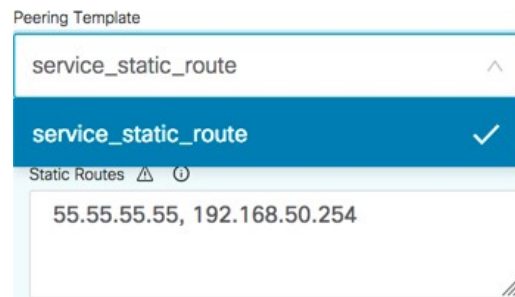 Peering Template
service_static_route
service_static_route
Static Routes
55.55.55.55, 192.168.50.254